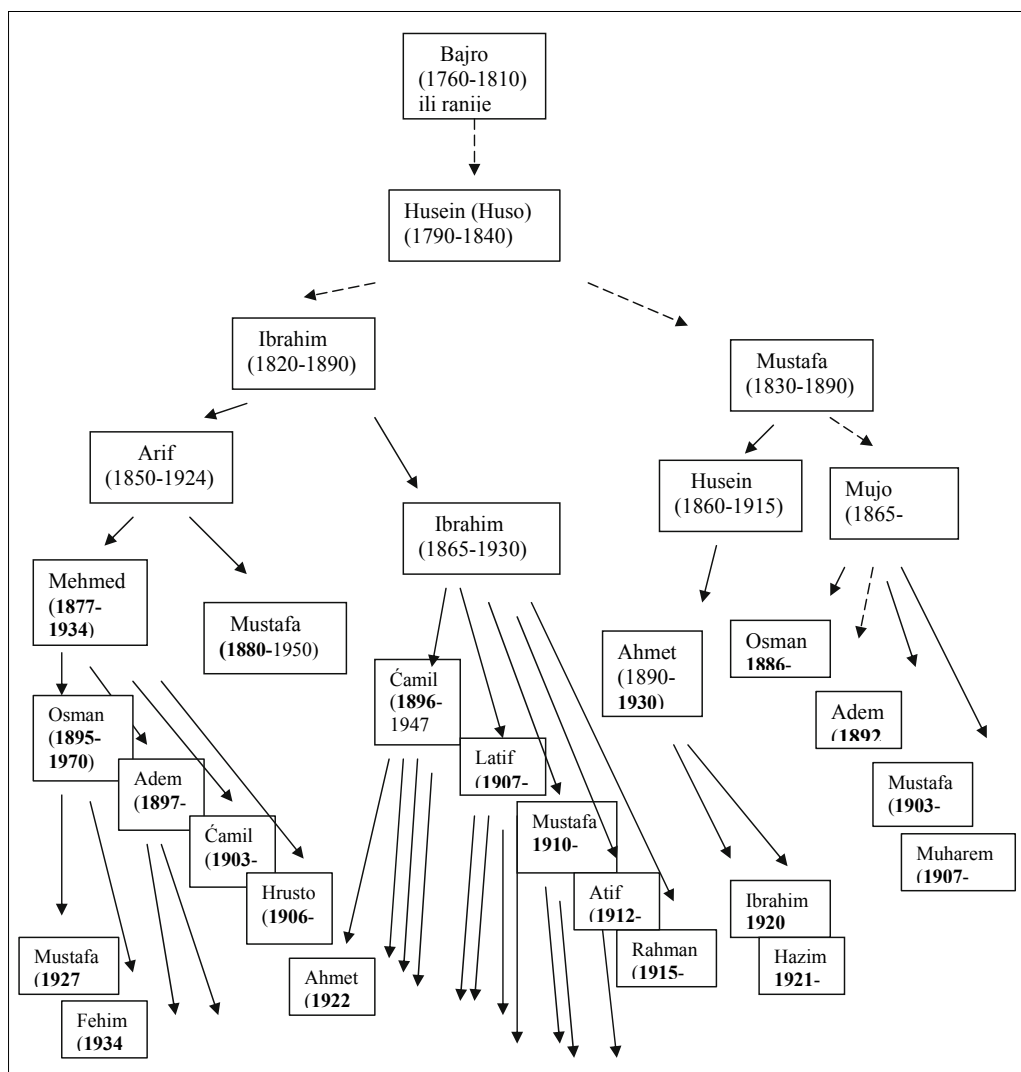 Bajro
(1760-1810)
ili ranije
Husein (Huso)
(1790-1840)
Ibrahim
(1820-1890)
Mustafa
(1830-1890)
Arif
(1850-1924)
Husein
(1860-1915)
Mujo
(1865-
Ibrahim
(1865-1930)
Mehmed
(1877-
1934)
Mustafa
(1880-1950)
Ćamil
(1896-
1947
Ahmet
(1890-
1930)
Osman
1886-
Osman
(1895-
1970)
Adem
(1897-
Ćamil
(1903-
Hrusto
(1906-
Latif
(1907-
Mustafa
1910-
Atif
(1912-
Rahman
(1915-
Adem
(1892
Mustafa
(1903-
Muharem
(1907-
Ibrahim
1920
Hazim
1921-
Mustafa
(1927
Fehim
(1934
Ahmet
(1922